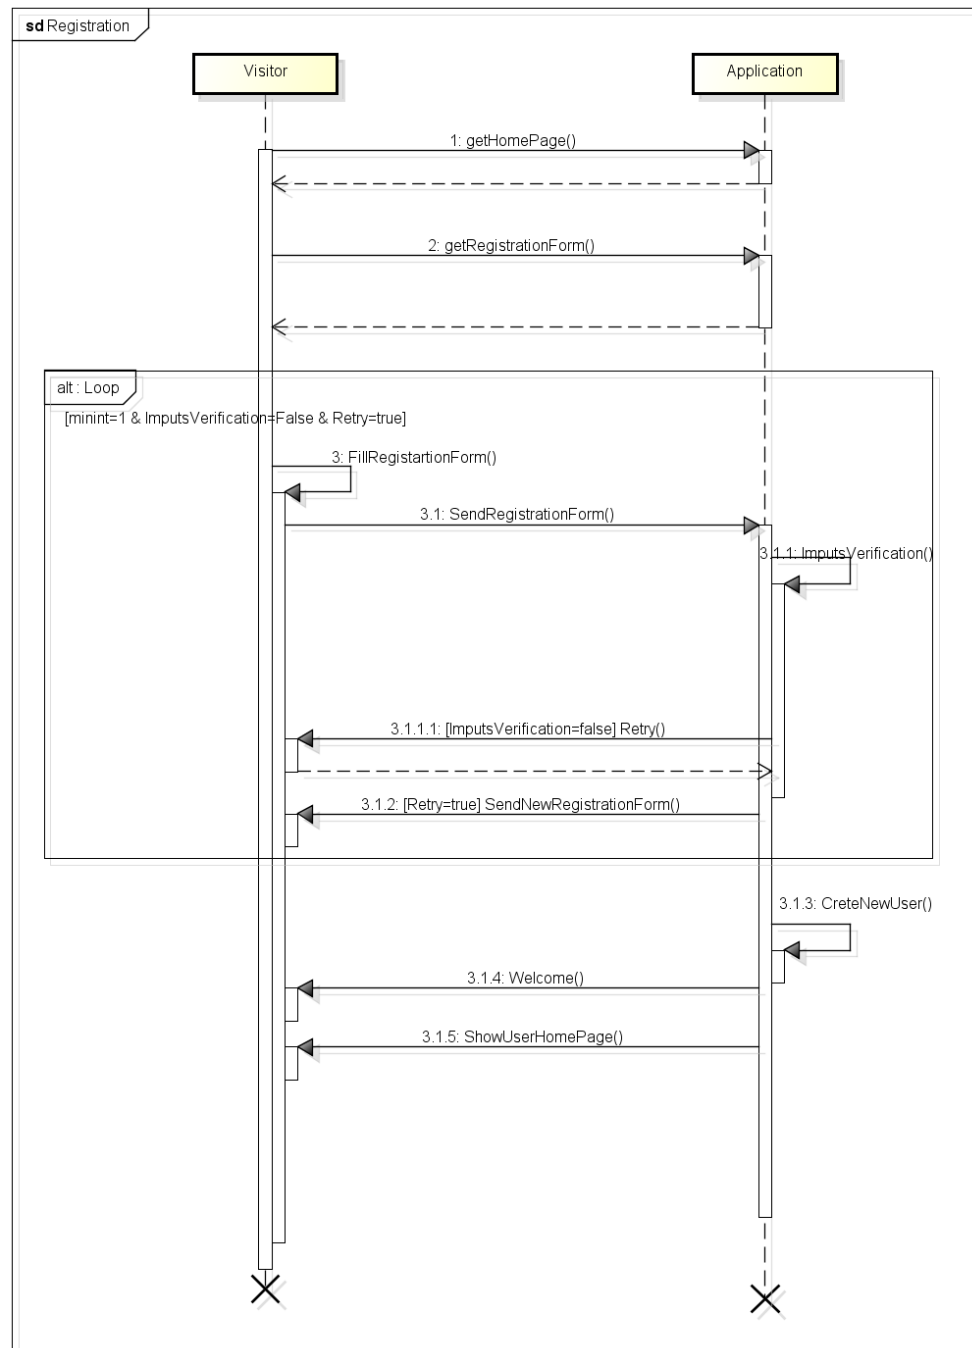 sd Registration
Visitor
Application
1: getHomePage()
2: getRegistrationForm()
alt : Loop
[minint=1 & ImputsVerification=False & Retry=true]
3: FillRegistartionForm()
3.1: SendRegistrationForm()
3.1.1: ImputsVerification()
3.1.1.1: [ImputsVerification=false] Retry()
3.1.2: [Retry=true] SendNewRegistrationForm()
3.1.3: CreteNewUser()
3.1.4: Welcome()
3.1.5: ShowUserHomePage()